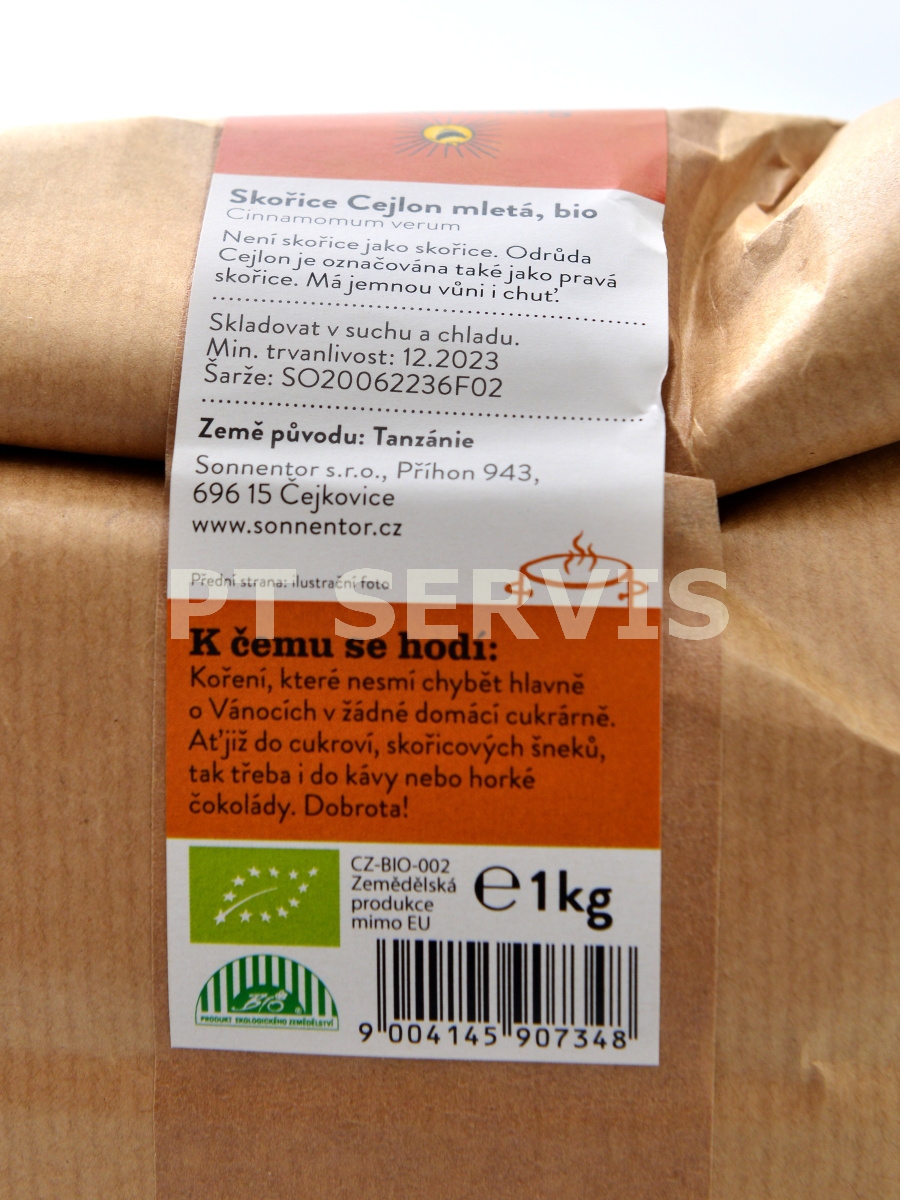 Skořice Cejlon mletá, bio
Cinnamomum verum
Není skořice jako skořice. Odrůda
Cejlon je označována také jako pravá
skořice. Má jemnou vůni i chuť.
Skladovat v suchu a chladu.
Min. trvanlivost: 12.2023
Šarže: SO20062236F02
Země původu: Tanzánie
Sonnentor s.r.o., Příhon 943,
696 15 Čejkovice
www.sonnentor.cz
Přední strana: ilustrační foto
PT SERVIS
K čemu se hodí:
Koření, které nesmí chybět hlavně
o Vánocích v žádné domácí cukrárně.
Ať již do cukroví, skořicových šneků,
tak třeba i do kávy nebo horké
čokolády. Dobrota!
CZ-BIO-002
Zemědělská
produkce
mimo EU
℮ 1kg
BIO
PRODUKT EKOLOGICKÉHO ZEMĚDĚLSTVÍ
9 004145 907348